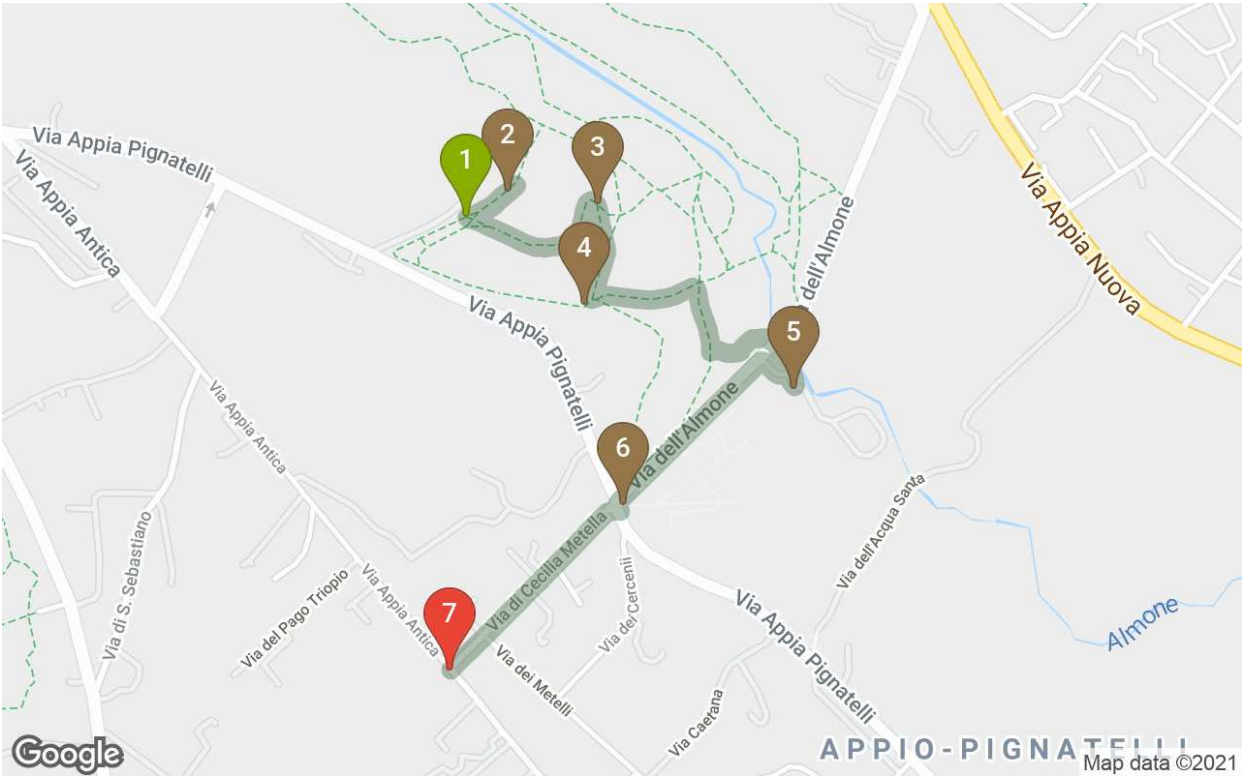 Via Appia Pignatelli
Via Appia Antica
1
2
3
4
5
6
7
Via Appia Pignatelli
dell'Almone
Via Appia Nuova
Via dell'Almone
Via Appia Antica
Via di S. Sebastiano
Via del Pago Triopio
Via Appia Antica
Via di Cecilia Metella
Via dei Cercenii
Via dei Metelli
Via Caetana
Via dell'Acqua Santa
Via Appia Pignatelli
Almone
APPIO-PIGNATELLI
Google
Map data ©2021